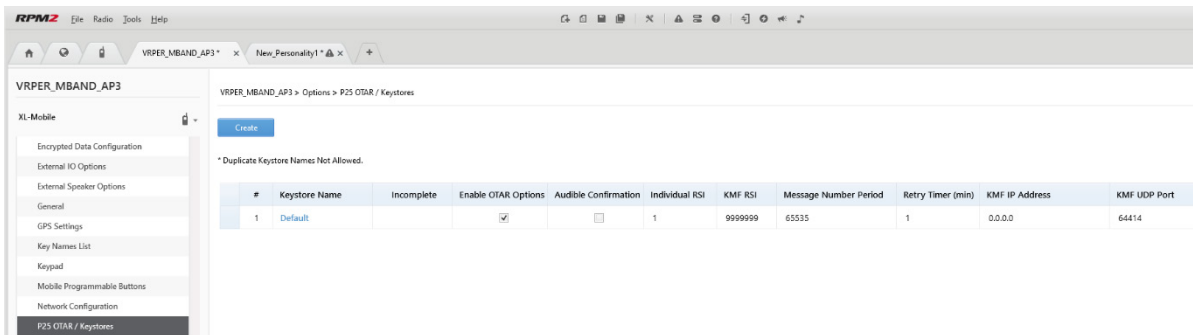 RPM2 File Radio Tools Help
VRPER_MBAND_AP3 * x New_Personality1 * x +
VRPER_MBAND_AP3
VRPER_MBAND_AP3 > Options > P25 OTAR / Keystores
XL-Mobile
Create
Encrypted Data Configuration
* Duplicate Keystore Names Not Allowed.
External IO Options
External Speaker Options
# Keystore Name Incomplete Enable OTAR Options Audible Confirmation Individual RSI KMF RSI Message Number Period Retry Timer (min) KMF IP Address KMF UDP Port
General
1 Default 1 9999999 65535 1 0.0.0.0 64414
GPS Settings
Key Names List
Keypad
Mobile Programmable Buttons
Network Configuration
P25 OTAR / Keystores